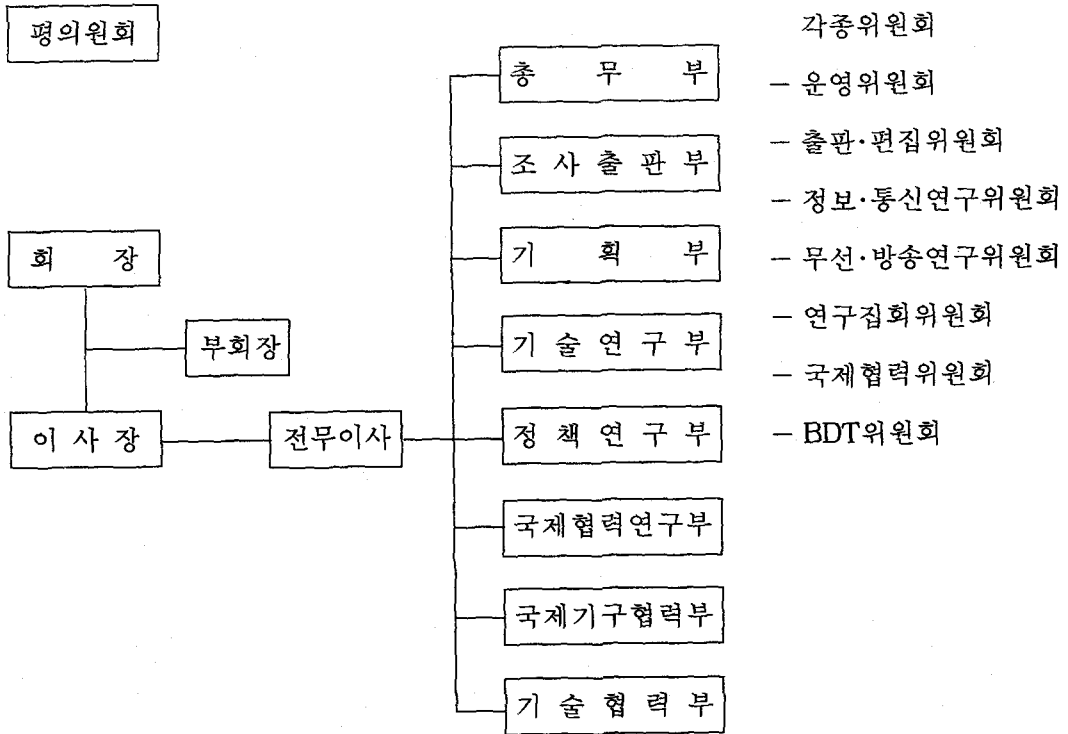 평의원회
회 장
부회장
이 사 장
전무이사
총 무 부
조 사 출 판 부
기 획 부
기 술 연 구 부
정 책 연 구 부
국제협력연구부
국제기구협력부
기 술 협 력 부
각종위원회
- 운영위원회
- 출판·편집위원회
- 정보·통신연구위원회
- 무선·방송연구위원회
- 연구집회위원회
- 국제협력위원회
- BDT위원회